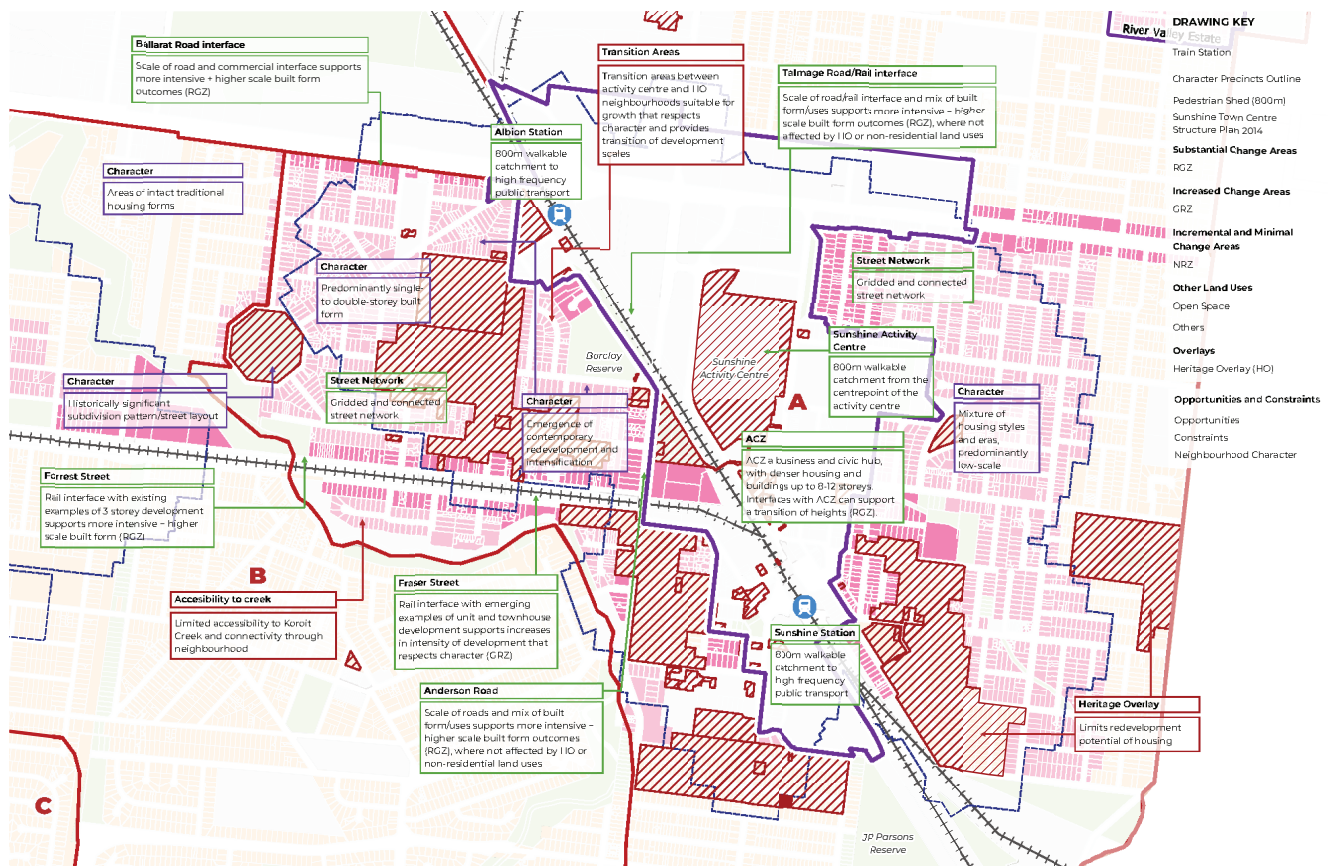 Ballarat Road interface
Scale of road and commercial interface supports
more intensive + higher scale built form
outcomes (RGZ)
Transition Areas
Transition areas between
activity centre and HO
neighbourhoods suitable for
growth that respects
character and provides
transition of development
scales
Talmage Road/Rail interface
Scale of road/rail interface and mix of built
form/uses supports more intensive – higher
scale built form outcomes (RGZ), where not
affected by HO or non-residential land uses
River Valley Estate
DRAWING KEY
Train Station
Character Precincts Outline
Pedestrian Shed (800m)
Sunshine Town Centre
Structure Plan 2014
Substantial Change Areas
RGZ
Increased Change Areas
GRZ
Incremental and Minimal
Change Areas
NRZ
Other Land Uses
Open Space
Others
Overlays
Heritage Overlay (HO)
Opportunities and Constraints
Opportunities
Constraints
Neighbourhood Character
Albion Station
800m walkable
catchment to
high frequency
public transport
Character
Areas of intact traditional
housing forms
Character
Predominantly single-
to double-storey built
form
Street Network
Gridded and connected
street network
Sunshine Activity
Centre
800m walkable
catchment from the
centrepoint of the
activity centre
Barclay
Reserve
Sunshine
Activity Centre
A
Character
Historically significant
subdivision pattern/street layout
Street Network
Gridded and connected
street network
Character
Emergence of
contemporary
redevelopment and
intensification
Character
Mixture of
housing styles
and eras,
predominantly
low-scale
ACZ
ACZ a business and civic hub,
with denser housing and
buildings up to 8-12 storeys.
Interfaces with ACZ can support
a transition of heights (RGZ).
Forrest Street
Rail interface with existing
examples of 3 storey development
supports more intensive – higher
scale built form (RGZ)
B
Accesibility to creek
Limited accessibility to Koroit
Creek and connectivity through
neighbourhood
Fraser Street
Rail interface with emerging
examples of unit and townhouse
development supports increases
in intensity of development that
respects character (GRZ)
Sunshine Station
800m walkable
catchment to
high frequency
public transport
Anderson Road
Scale of roads and mix of built
form/uses supports more intensive –
higher scale built form outcomes
(RGZ), where not affected by HO or
non-residential land uses
Heritage Overlay
Limits redevelopment
potential of housing
C
JP Parsons
Reserve